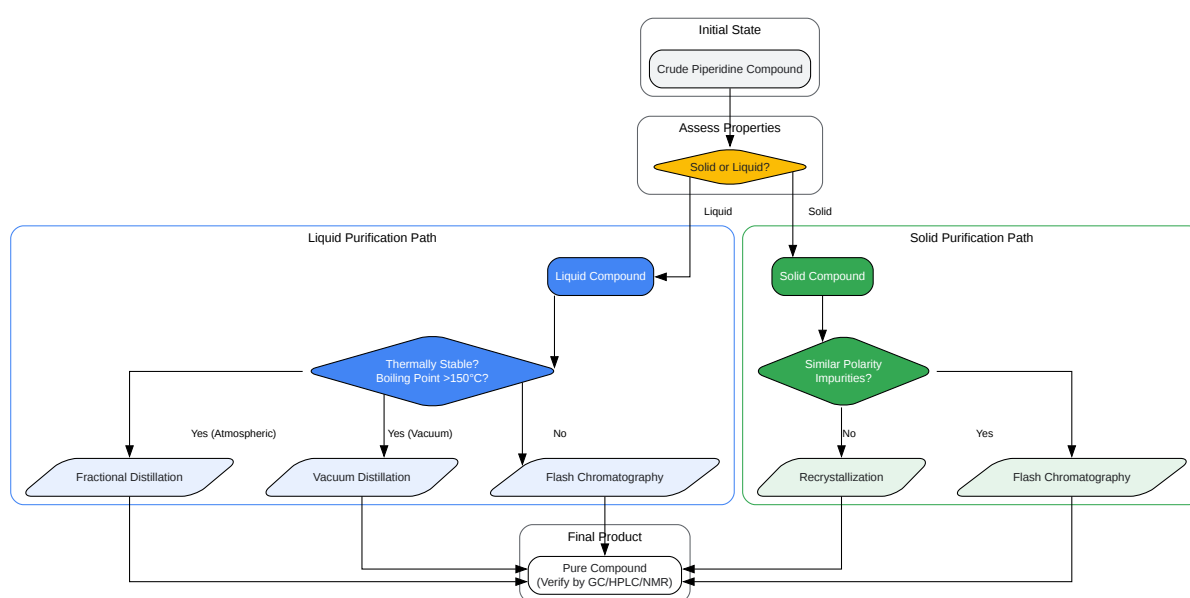 Initial State
Crude Piperidine Compound
Assess Properties
Solid or Liquid?
Liquid
Solid
Liquid Purification Path
Solid Purification Path
Liquid Compound
Solid Compound
Thermally Stable?
Boiling Point >150°C?
Similar Polarity
Impurities?
Yes (Atmospheric)
Yes (Vacuum)
No
No
Yes
Fractional Distillation
Vacuum Distillation
Flash Chromatography
Recrystallization
Flash Chromatography
Final Product
Pure Compound
(Verify by GC/HPLC/NMR)